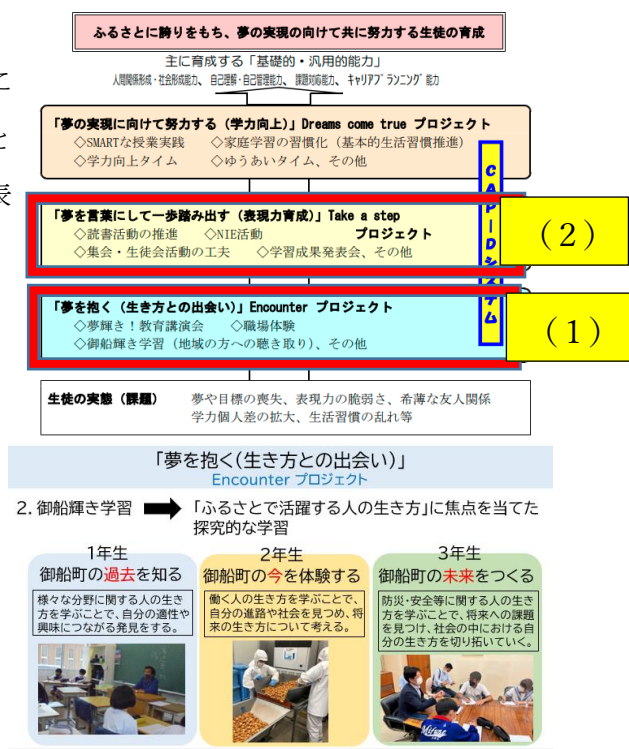 に
と
表
ふるさとに誇りをもち、夢の実現の向けて共に努力する生徒の育成
主に育成する「基礎的・汎用的能力」
人間関係形成・社会形成能力、自己理解・自己管理能力、課題対応能力、キャリアプランニング能力
「夢の実現に向けて努力する（学力向上）」Dreams come true プロジェクト
◇SMARTな授業実践　◇家庭学習の習慣化（基本的生活習慣推進）
◇学力向上タイム　◇ゆうあいタイム、その他
「夢を言葉にして一歩踏み出す（表現力育成）」Take a step
◇読書活動の推進　◇NIE活動　プロジェクト
◇集会・生徒会活動の工夫　◇学習成果発表会、その他
（２）
「夢を抱く（生き方との出会い）」Encounter プロジェクト
◇夢輝き！教育講演会　◇職場体験
◇御船輝き学習（地域の方への聴き取り）、その他
（１）
CAP－Dシステム
生徒の実態（課題）　夢や目標の喪失、表現力の脆弱さ、希薄な友人関係
学力個人差の拡大、生活習慣の乱れ等
「夢を抱く(生き方との出会い)」
Encounter プロジェクト
2. 御船輝き学習 ➡ 「ふるさとで活躍する人の生き方」に焦点を当てた
探究的な学習
1年生
御船町の過去を知る
様々な分野に関する人の生き
方を学ぶことで、自分の適性や
興味につながる発見をする。
2年生
御船町の今を体験する
働く人の生き方を学ぶことで、
自分の進路や社会を見つめ、将
来の生き方について考える。
3年生
御船町の未来をつくる
防災・安全等に関する人の生き
方を学ぶことで、将来への課題
を見つけ、社会の中における自
分の生き方を切り拓いていく。
Mifune